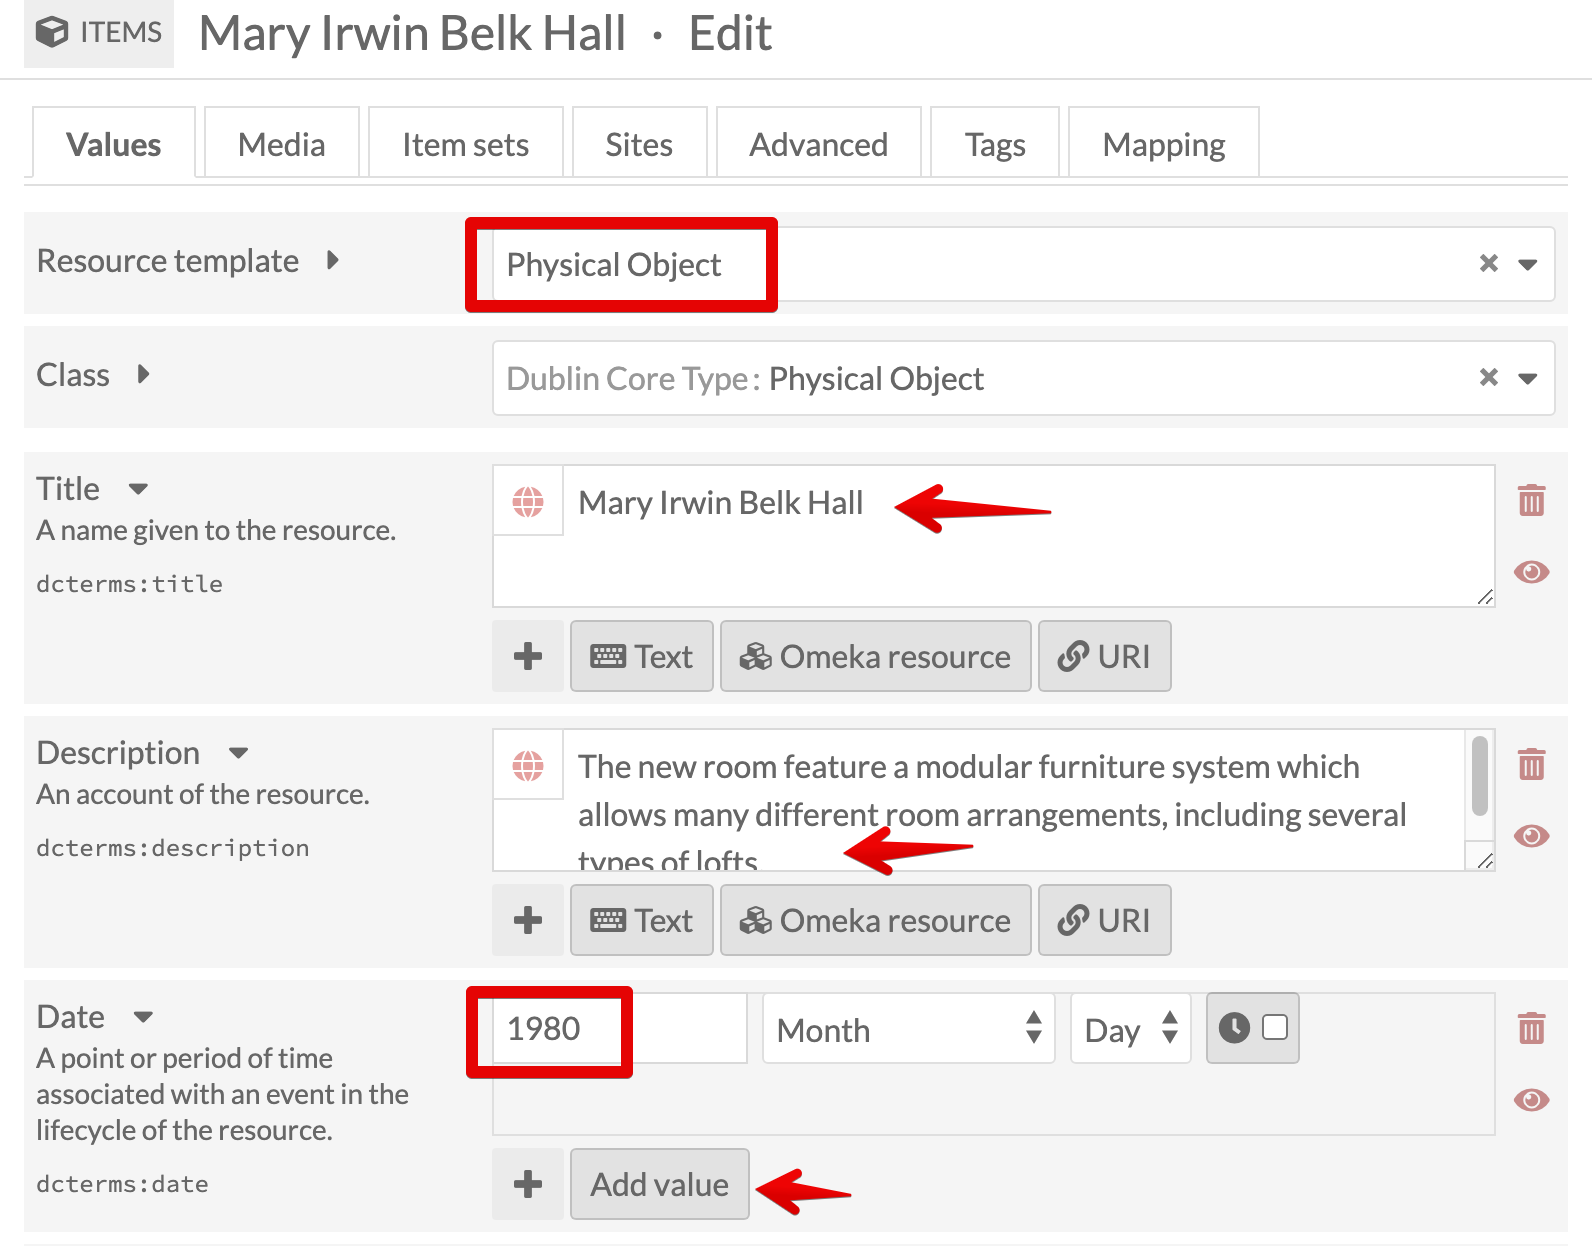 ITEMS Mary Irwin Belk Hall · Edit
Values Media Item sets Sites Advanced Tags Mapping
Resource template Physical Object
Class Dublin Core Type: Physical Object
Title
A name given to the resource.
dcterms:title
Mary Irwin Belk Hall
Text Omeka resource URI
Description
An account of the resource.
dcterms:description
The new room feature a modular furniture system which
allows many different room arrangements, including several
types of lofts
Text Omeka resource URI
Date
A point or period of time
associated with an event in the
lifecycle of the resource.
dcterms:date
1980 Month Day
Add value